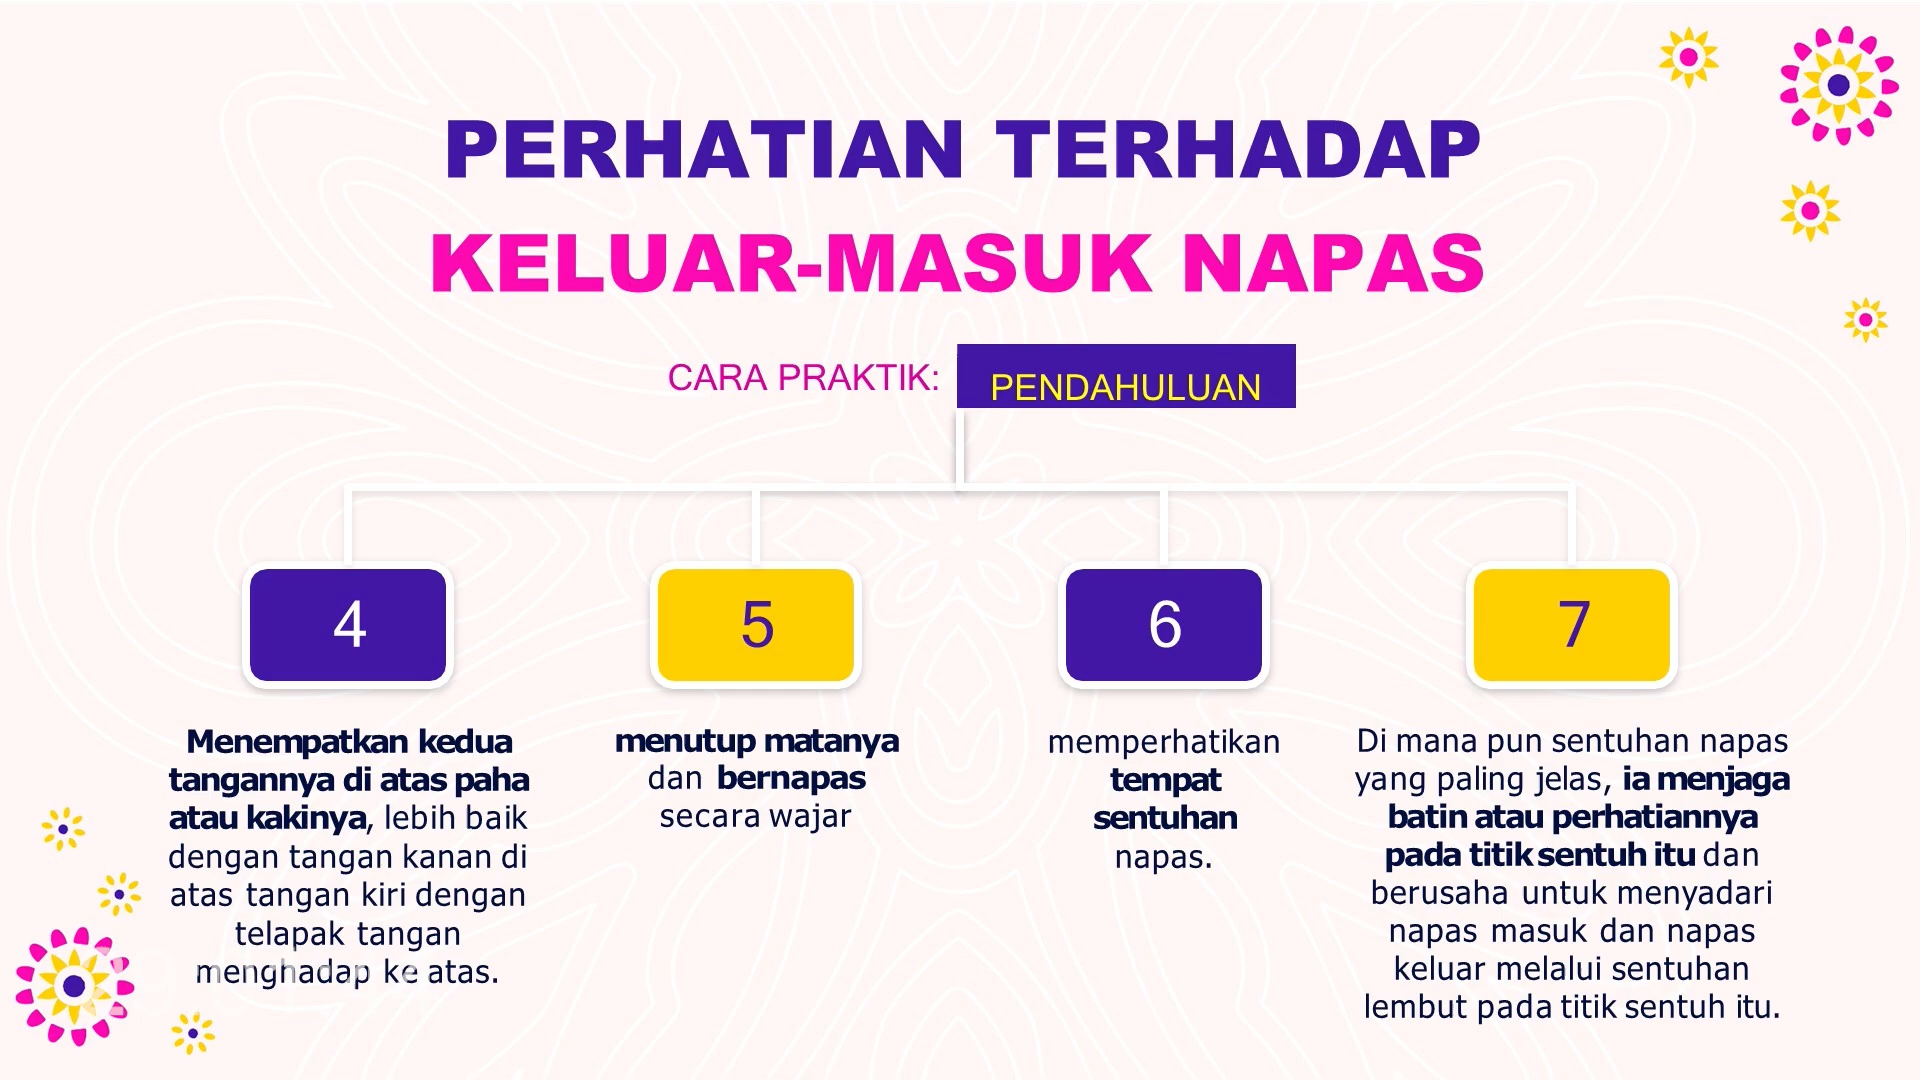 PERHATIAN TERHADAP
KELUAR-MASUK NAPAS
CARA PRAKTIK: PENDAHULUAN
4
Menempatkan kedua
tangannya di atas paha
atau kakinya, lebih baik
dengan tangan kanan di
atas tangan kiri dengan
telapak tangan
menghadap ke atas.
5
menutup matanya
dan bernapas
secara wajar
6
memperhatikan
tempat
sentuhan
napas.
7
Di mana pun sentuhan napas
yang paling jelas, ia menjaga
batin atau perhatiannya
pada titik sentuh itu dan
berusaha untuk menyadari
napas masuk dan napas
keluar melalui sentuhan
lembut pada titik sentuh itu.